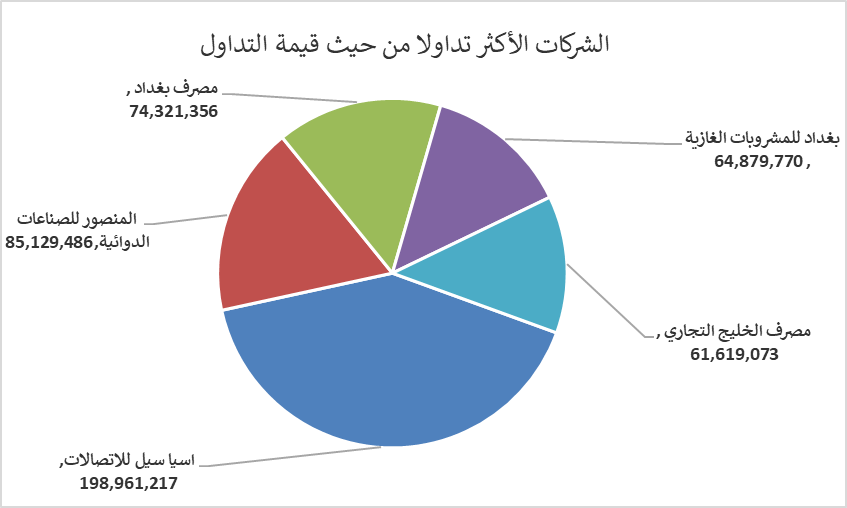 الشركات الأكثر تداولا من حيث قيمة التداول
مصرف بغداد ,
74,321,356
بغداد للمشروبات الغازية
, 64,879,770
المنصور للصناعات
الدوائية, 85,129,486
مصرف الخليج التجاري ,
61,619,073
اسيا سيل للاتصالات,
198,961,217